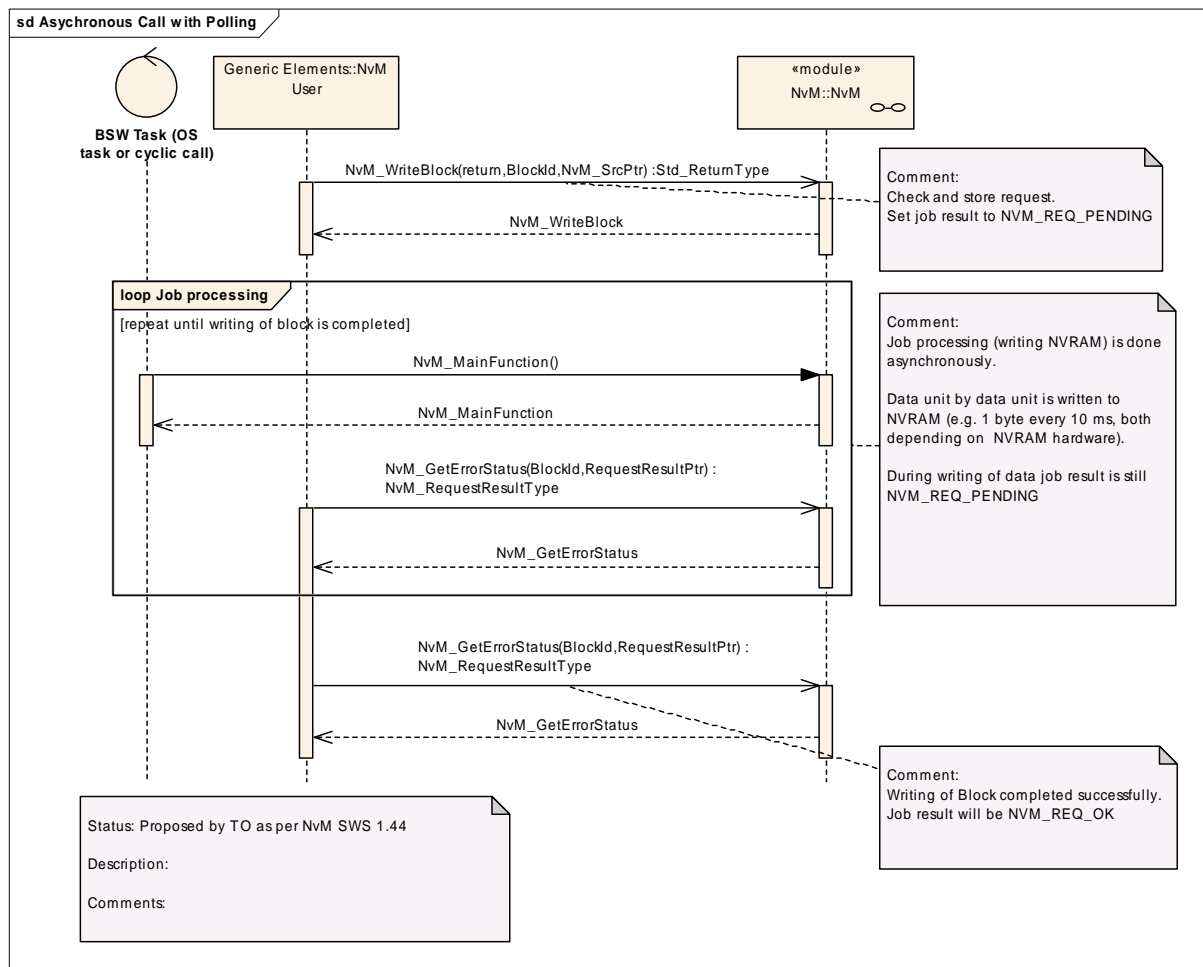 sd Asychronous Call with Polling
Generic Elements::NvM
User
«module»
NvM::NvM
BSW Task (OS
task or cyclic call)
NvM_WriteBlock(return,BlockId,NvM_SrcPtr) :Std_ReturnType
Comment:
Check and store request.
Set job result to NVM_REQ_PENDING
NvM_WriteBlock
loop Job processing
[repeat until writing of block is completed]
Comment:
Job processing (writing NVRAM) is done
asynchronously.
Data unit by data unit is written to
NVRAM (e.g. 1 byte every 10 ms, both
depending on NVRAM hardware).
During writing of data job result is still
NVM_REQ_PENDING
NvM_MainFunction()
NvM_MainFunction
NvM_GetErrorStatus(BlockId,RequestResultPtr) :
NvM_RequestResultType
NvM_GetErrorStatus
NvM_GetErrorStatus(BlockId,RequestResultPtr) :
NvM_RequestResultType
NvM_GetErrorStatus
Comment:
Writing of Block completed successfully.
Job result will be NVM_REQ_OK
Status: Proposed by TO as per NvM SWS 1.44
Description:
Comments: